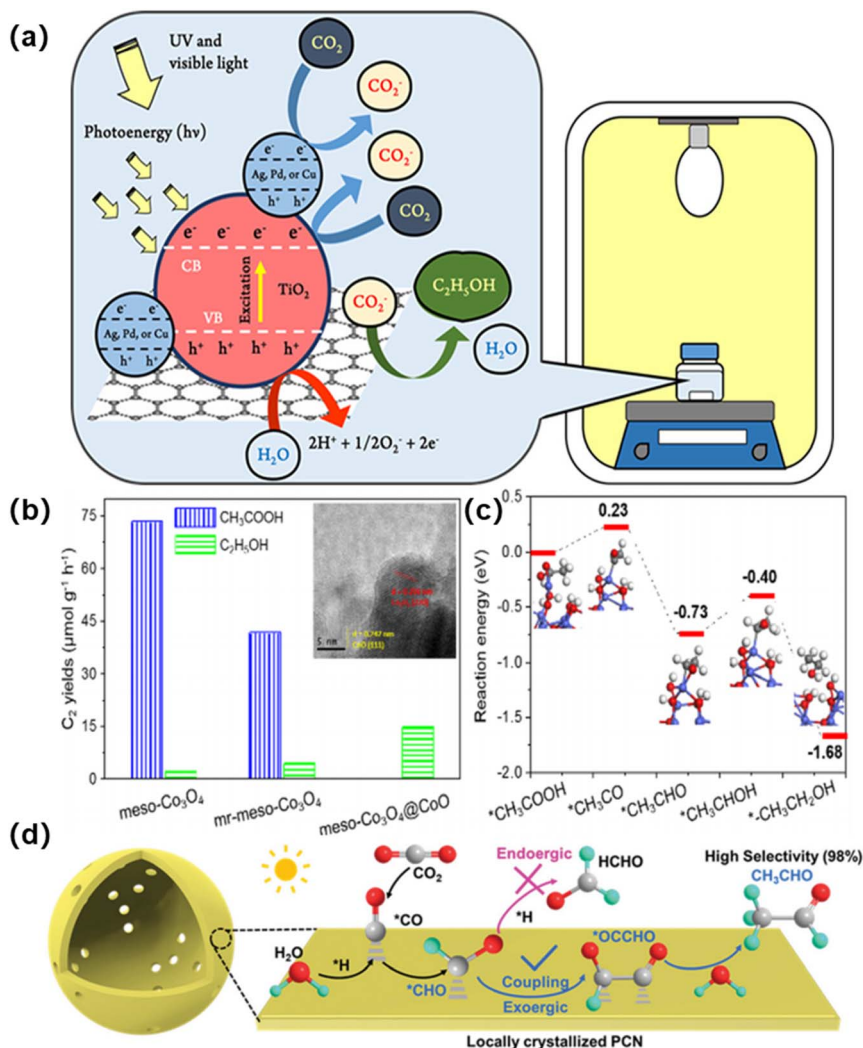 (a)
UV and
visible light
Photoenergy (hν)
CO₂
CO₂⁻
CO₂⁻
CO₂
e⁻ e⁻
Ag, Pd, or Cu
h⁺ h⁺
e⁻ e⁻ e⁻ e⁻
CB
Excitation
TiO₂
VB
h⁺ h⁺ h⁺ h⁺
e⁻ e⁻
Ag, Pd, or Cu
h⁺ h⁺
CO₂⁻
C₂H₅OH
H₂O
H₂O
2H⁺ + 1/2O₂⁻ + 2e⁻
(b)
C₂ yields (μmol g⁻¹ h⁻¹)
75
60
45
30
15
0
CH₃COOH
C₂H₅OH
5 nm
meso-Co₃O₄
mr-meso-Co₃O₄
meso-Co₃O₄@CoO
(c)
Reaction energy (eV)
0.5
0.0
-0.5
-1.0
-1.5
-2.0
0.23
-0.73
-0.40
-1.68
*CH₃COOH
*CH₃CO
*CH₃CHO
*CH₃CHOH
*-CH₃CH₂OH
(d)
CO₂
Endoergic
HCHO
High Selectivity (98%)
CH₃CHO
*CO
*H
*OCCHO
H₂O
*H
*CHO
Coupling
Exoergic
Locally crystallized PCN